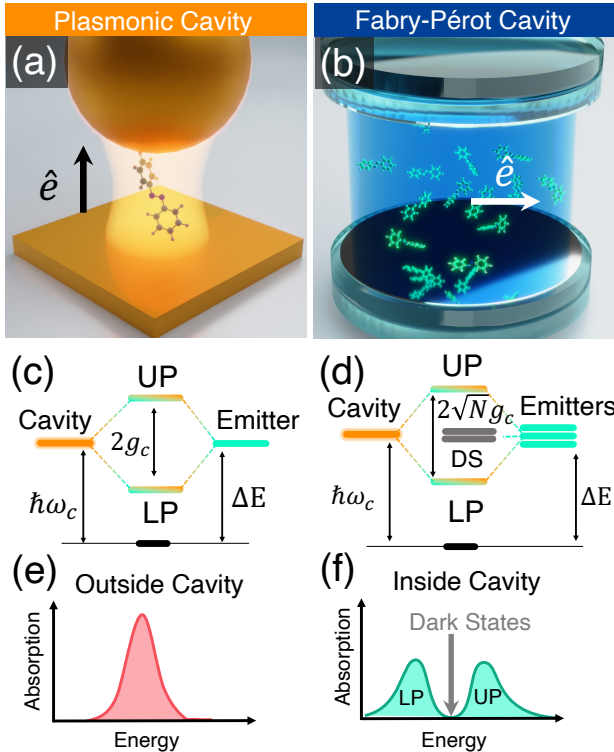 Plasmonic Cavity
Fabry-Pérot Cavity
(a)
ê
(b)
ê
(c)
UP
Cavity
Emitter
2g_c
ħω_c
LP
ΔE
(d)
UP
Cavity
2√N g_c
Emitters
DS
ħω_c
LP
ΔE
(e)
Outside Cavity
Absorption
Energy
(f)
Inside Cavity
Dark States
Absorption
LP
UP
Energy